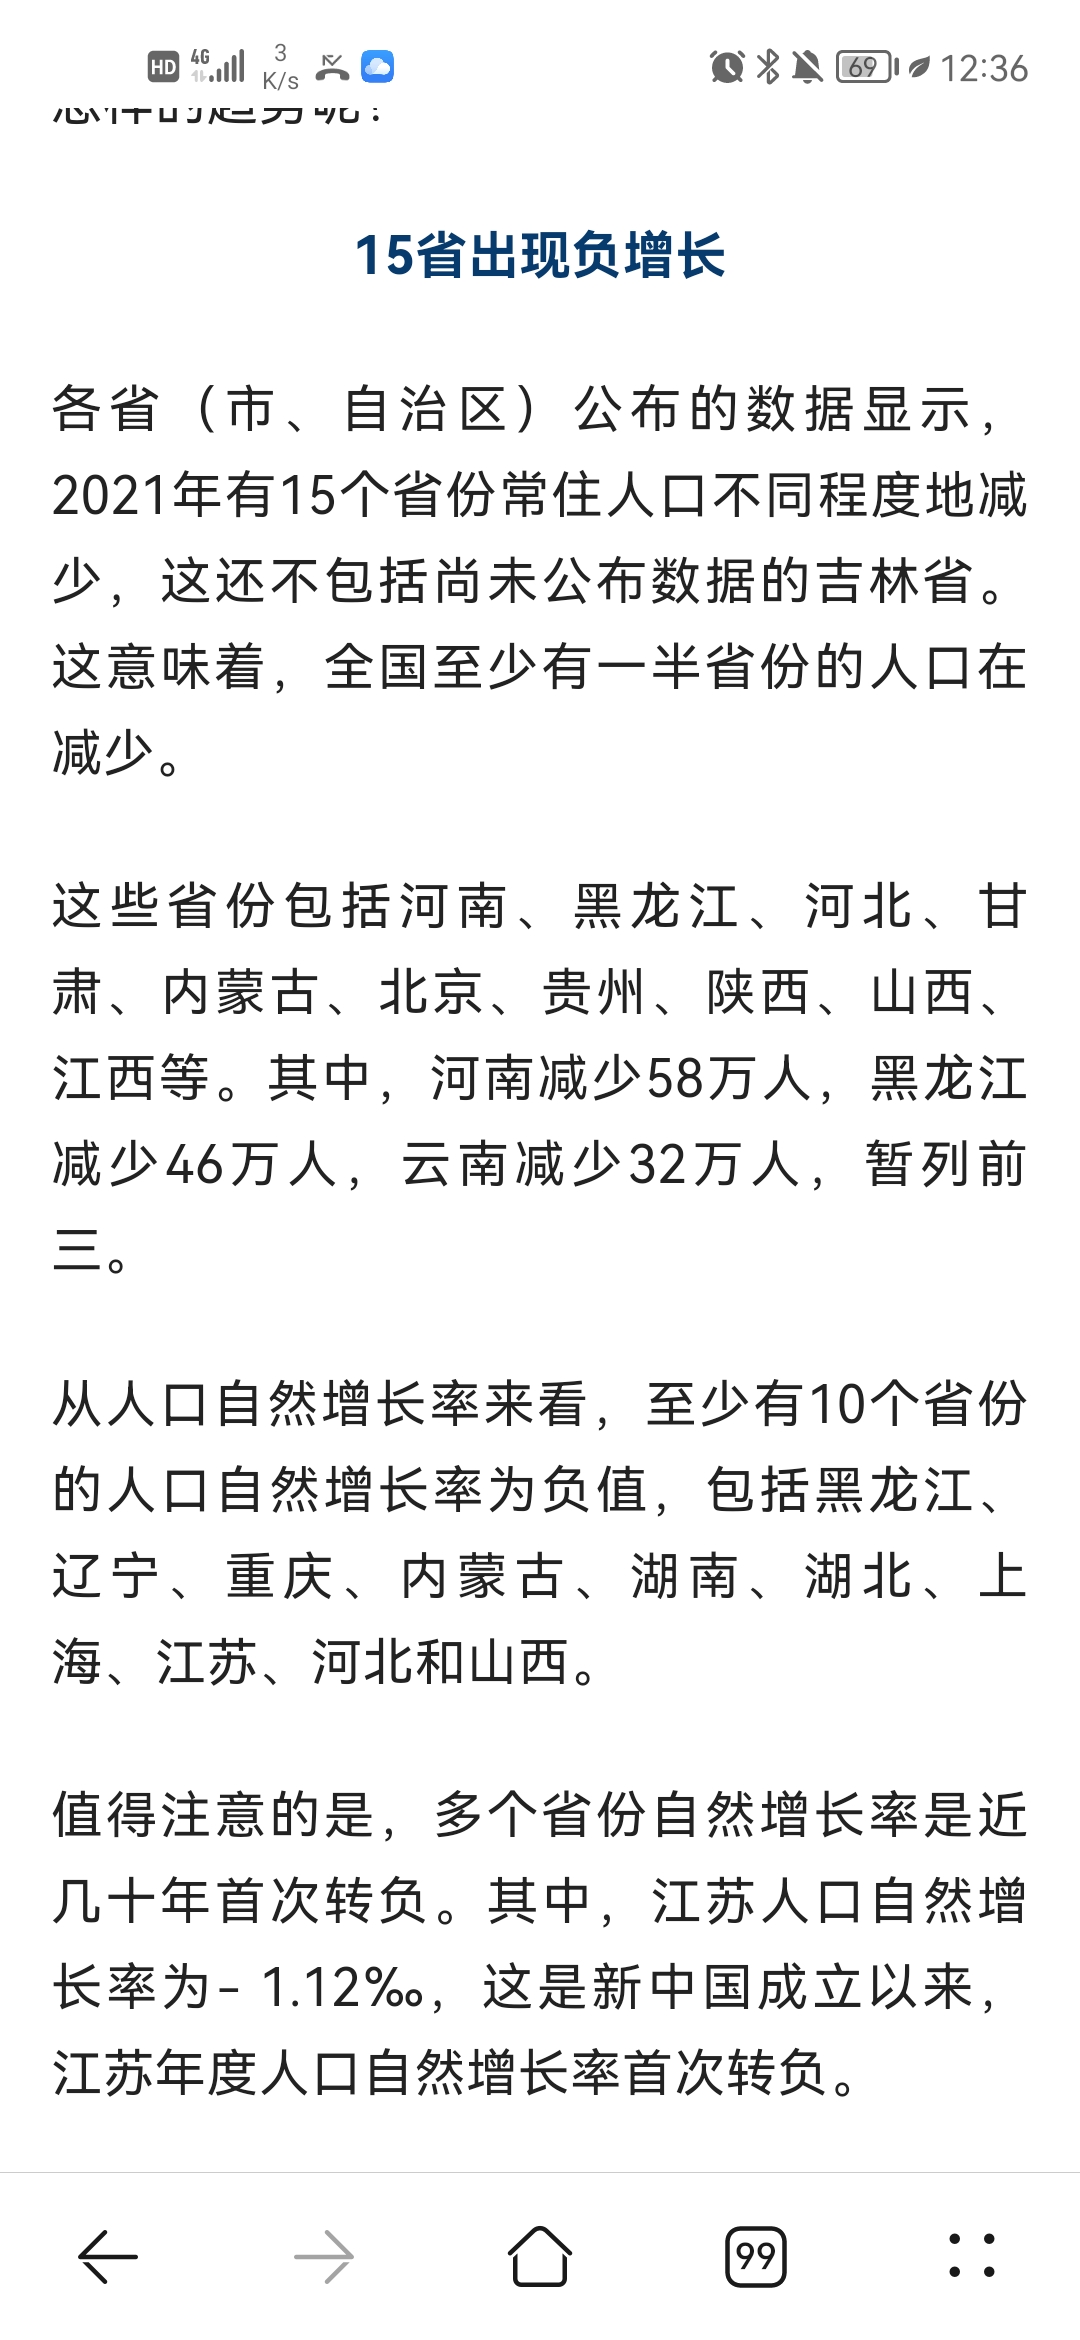 HD 4G 3 K/s 69 12:36
怎样的趋势呢?
15省出现负增长
各省（市、自治区）公布的数据显示，
2021年有15个省份常住人口不同程度地减
少，这还不包括尚未公布数据的吉林省。
这意味着，全国至少有一半省份的人口在
减少。
这些省份包括河南、黑龙江、河北、甘
肃、内蒙古、北京、贵州、陕西、山西、
江西等。其中，河南减少58万人，黑龙江
减少46万人，云南减少32万人，暂列前
三。
从人口自然增长率来看，至少有10个省份
的人口自然增长率为负值，包括黑龙江、
辽宁、重庆、内蒙古、湖南、湖北、上
海、江苏、河北和山西。
值得注意的是，多个省份自然增长率是近
几十年首次转负。其中，江苏人口自然增
长率为- 1.12‰，这是新中国成立以来，
江苏年度人口自然增长率首次转负。
99